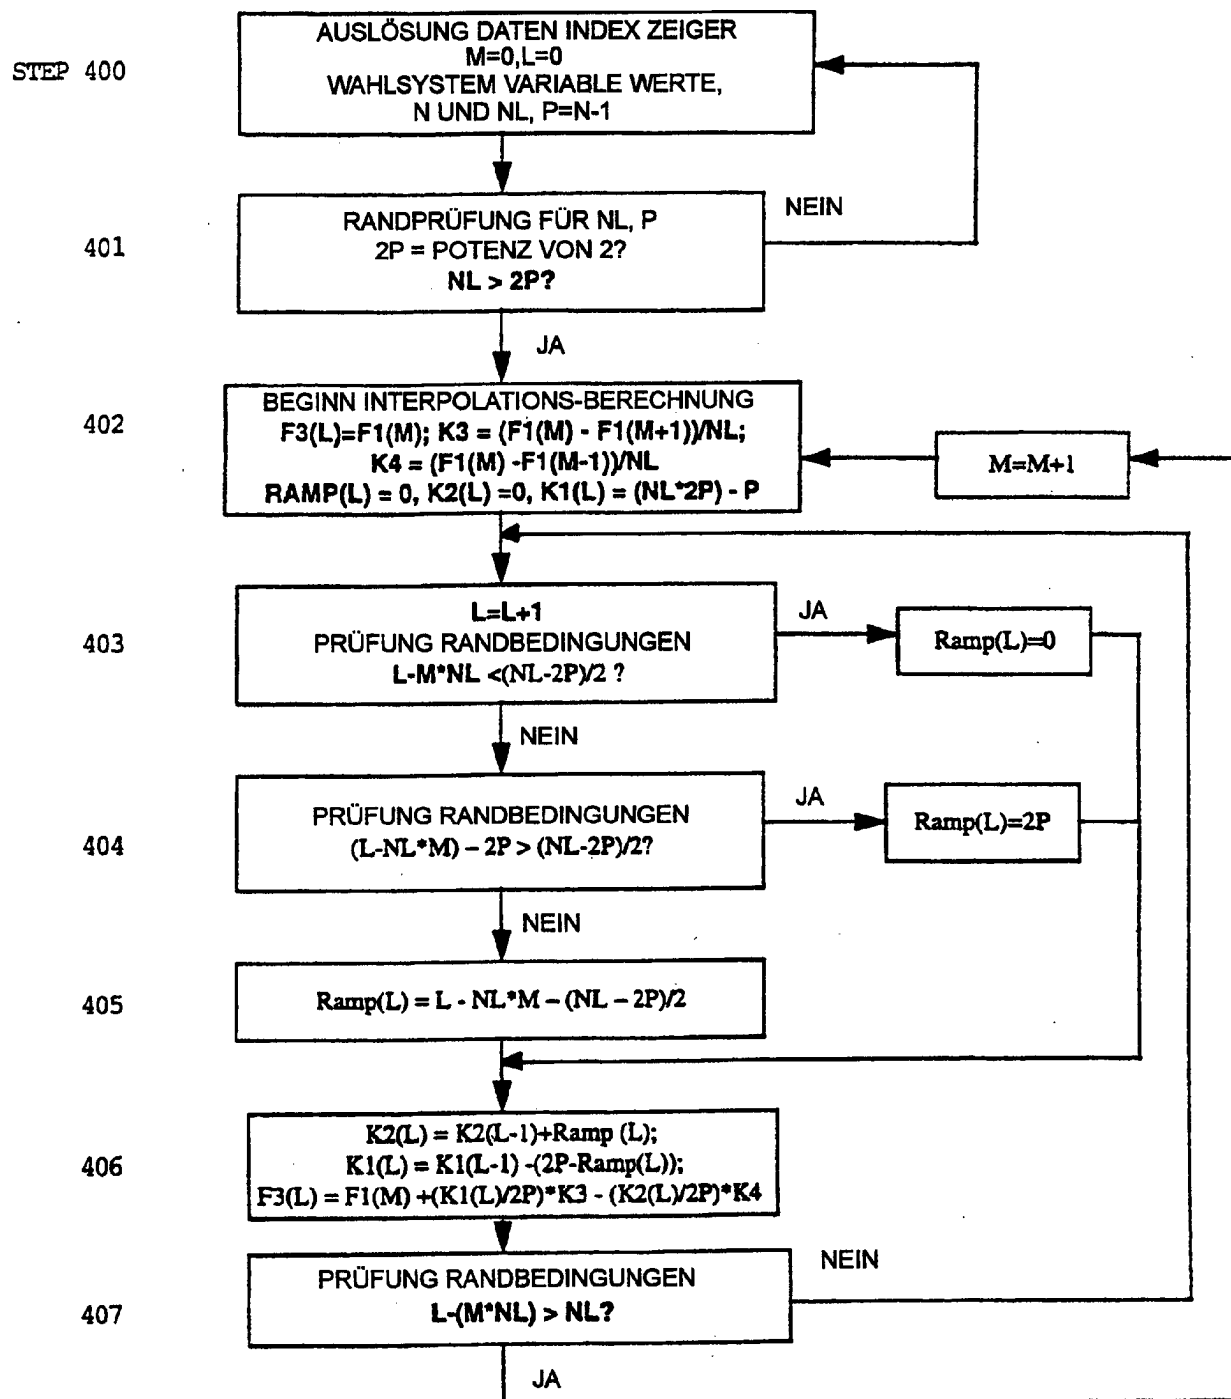 STEP 400
AUSLÖSUNG DATEN INDEX ZEIGER
M=0,L=0
WAHLSYSTEM VARIABLE WERTE,
N UND NL, P=N-1
401
RANDPRÜFUNG FÜR NL, P
2P = POTENZ VON 2?
NL > 2P?
NEIN
JA
402
BEGINN INTERPOLATIONS-BERECHNUNG
F3(L)=F1(M); K3 = (F1(M) - F1(M+1))/NL;
K4 = (F1(M) -F1(M-1))/NL
RAMP(L) = 0, K2(L) =0, K1(L) = (NL*2P) - P
M=M+1
403
L=L+1
PRÜFUNG RANDBEDINGUNGEN
L-M*NL <(NL-2P)/2 ?
JA
Ramp(L)=0
NEIN
404
PRÜFUNG RANDBEDINGUNGEN
(L-NL*M) – 2P > (NL-2P)/2?
JA
Ramp(L)=2P
NEIN
405
Ramp(L) = L - NL*M – (NL – 2P)/2
406
K2(L) = K2(L-1)+Ramp (L);
K1(L) = K1(L-1) -(2P-Ramp(L));
F3(L) = F1(M) +(K1(L)/2P)*K3 - (K2(L)/2P)*K4
407
PRÜFUNG RANDBEDINGUNGEN
L-(M*NL) > NL?
NEIN
JA